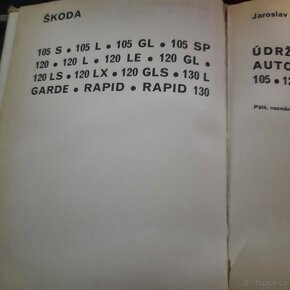 ŠKODA
105 S • 105 L • 105 GL • 105 SP
120 • 120 L • 120 LE • 120 GL •
120 LS • 120 LX • 120 GLS • 130 L
GARDE • RAPID • RAPID 130
Jaroslav
ÚDRŽ
AUTO
105 • 12
Páté, nezměn